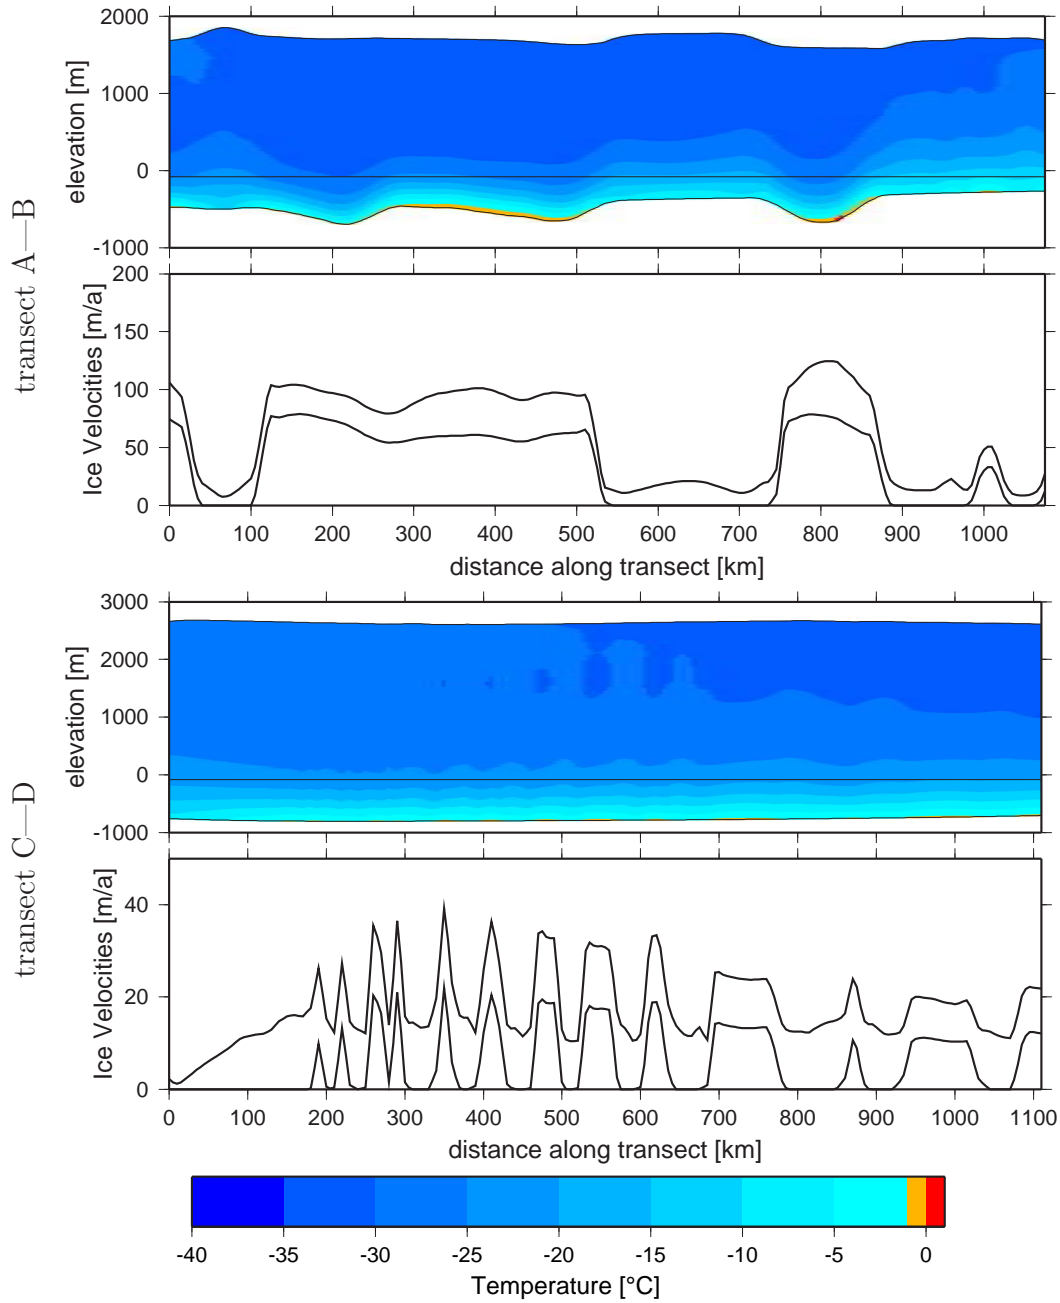 transect A—B
elevation [m]
2000
1000
0
-1000
Ice Velocities [m/a]
200
150
100
50
0
0 100 200 300 400 500 600 700 800 900 1000
distance along transect [km]
transect C—D
elevation [m]
3000
2000
1000
0
-1000
Ice Velocities [m/a]
40
20
0
0 100 200 300 400 500 600 700 800 900 1000 1100
distance along transect [km]
-40 -35 -30 -25 -20 -15 -10 -5 0
Temperature [°C]